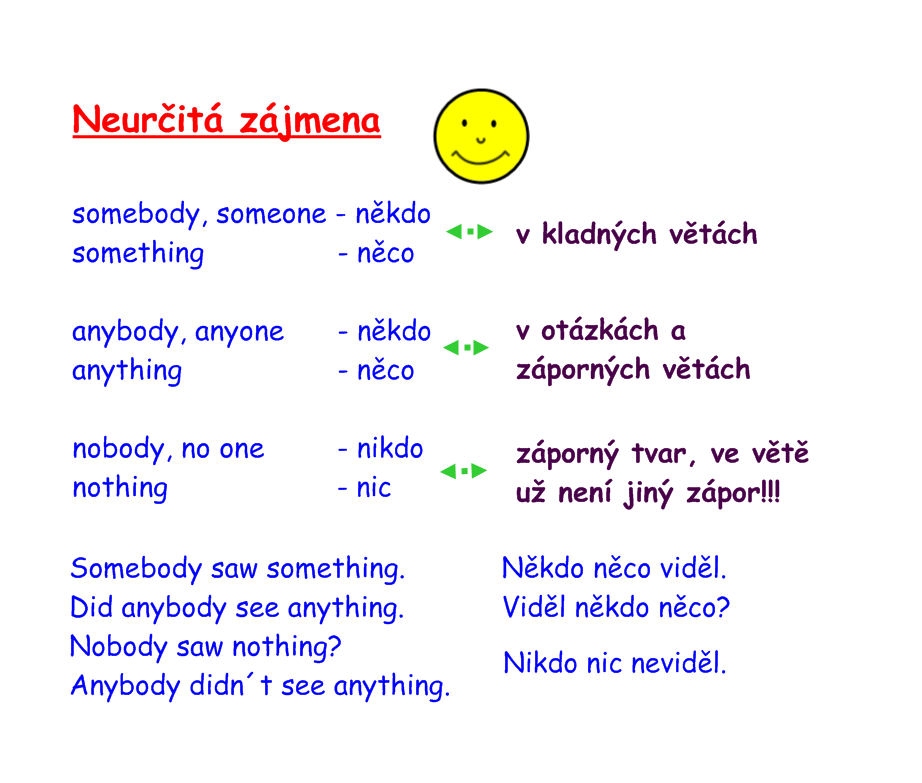 Neurčitá zájmena
somebody, someone - někdo
something - něco
v kladných větách
anybody, anyone - někdo
anything - něco
v otázkách a
záporných větách
nobody, no one - nikdo
nothing - nic
záporný tvar, ve větě
už není jiný zápor!!!
Somebody saw something.
Did anybody see anything.
Nobody saw nothing?
Anybody didn´t see anything.
Někdo něco viděl.
Viděl někdo něco?
Nikdo nic neviděl.